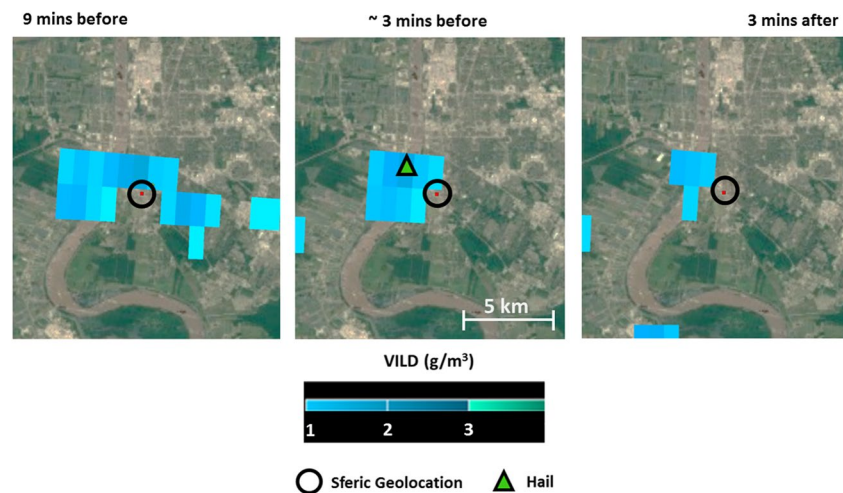 9 mins before
~ 3 mins before
3 mins after
5 km
VILD (g/m³)
1 2 3
Sferic Geolocation
Hail